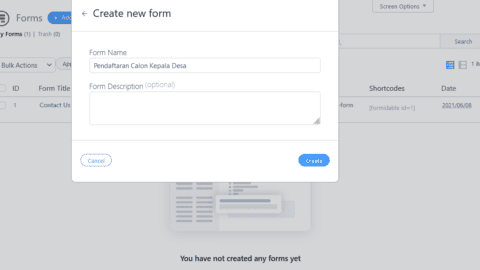 Create new form
Screen Options
Forms
Add
y Forms (1) | Trash (0)
Form Name
Pendaftaran Calon Kepala Desa
Search
Bulk Actions
App
1 it
Form Description (optional)
ID
Form Title
Shortcodes
Date
1
Contact Us
form
[formidable id=1]
2021/06/08
Cancel
Create
You have not created any forms yet